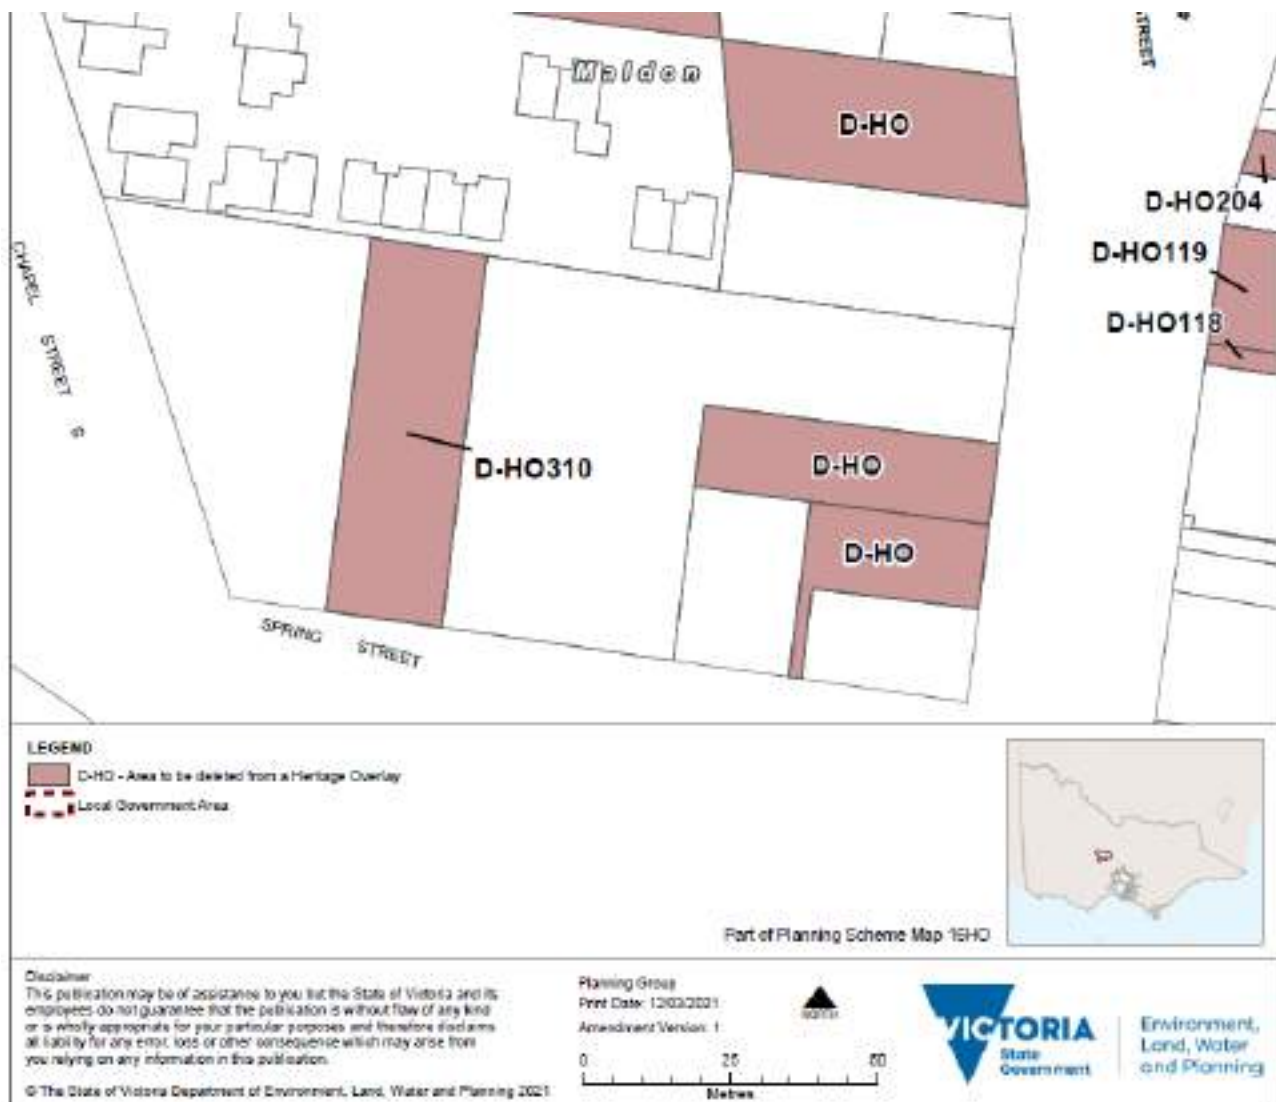 STREET
Maldon
D-HO
D-HO204
D-HO119
D-HO118
CHAPEL STREET S
D-HO310
D-HO
D-HO
SPRING STREET
LEGEND
D-HO - Area to be deleted from a Heritage Overlay
Local Government Area
Part of Planning Scheme Map 16HO
Disclaimer
This publication may be of assistance to you but the State of Victoria and its
employees do not guarantee that the publication is without flaw of any kind
or is wholly appropriate for your particular purposes and therefore disclaims
all liability for any error, loss or other consequence which may arise from
you relying on any information in this publication.
© The State of Victoria Department of Environment, Land, Water and Planning 2021
Planning Group
Print Date: 12/03/2021
Amendment Version: 1
NORTH
0 25 50
Metres
VICTORIA
State
Government
Environment,
Land, Water
and Planning